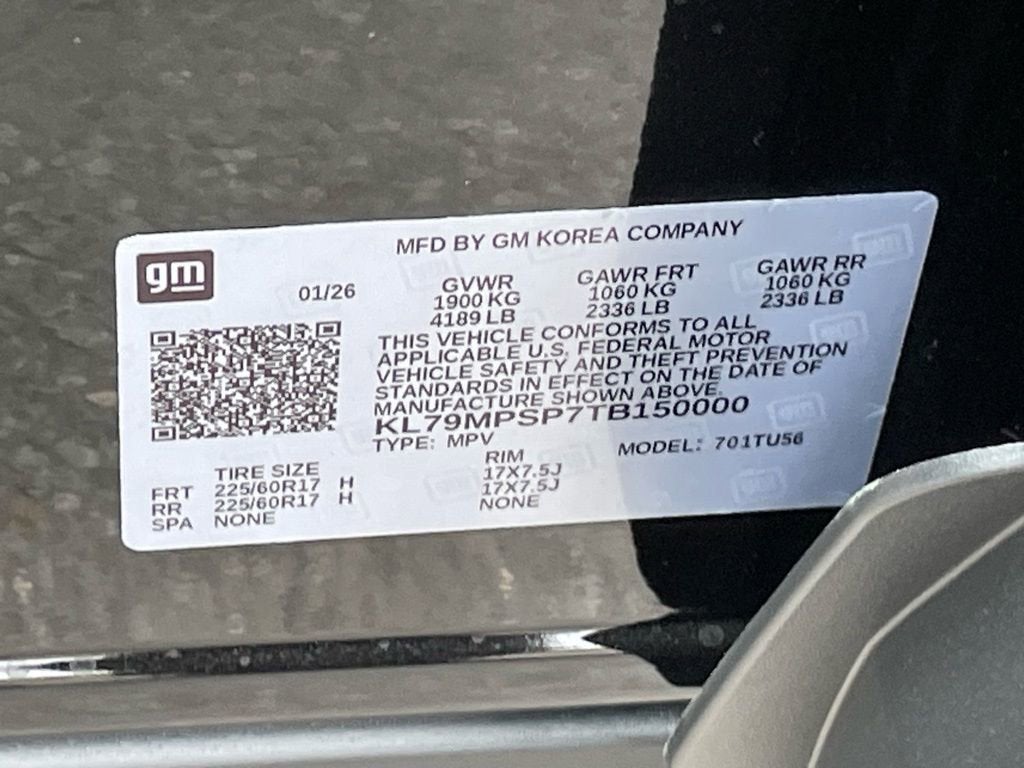 MFD BY GM KOREA COMPANY
gm
01/26
GVWR GAWR FRT GAWR RR
1900 KG 1060 KG 1060 KG
4189 LB 2336 LB 2336 LB
THIS VEHICLE CONFORMS TO ALL
APPLICABLE U.S. FEDERAL MOTOR
VEHICLE SAFETY AND THEFT PREVENTION
STANDARDS IN EFFECT ON THE DATE OF
MANUFACTURE SHOWN ABOVE.
KL79MPSP7TB150000
TYPE: MPV MODEL: 701TU56
TIRE SIZE RIM
FRT 225/60R17 H 17X7.5J
RR 225/60R17 H 17X7.5J
SPA NONE NONE